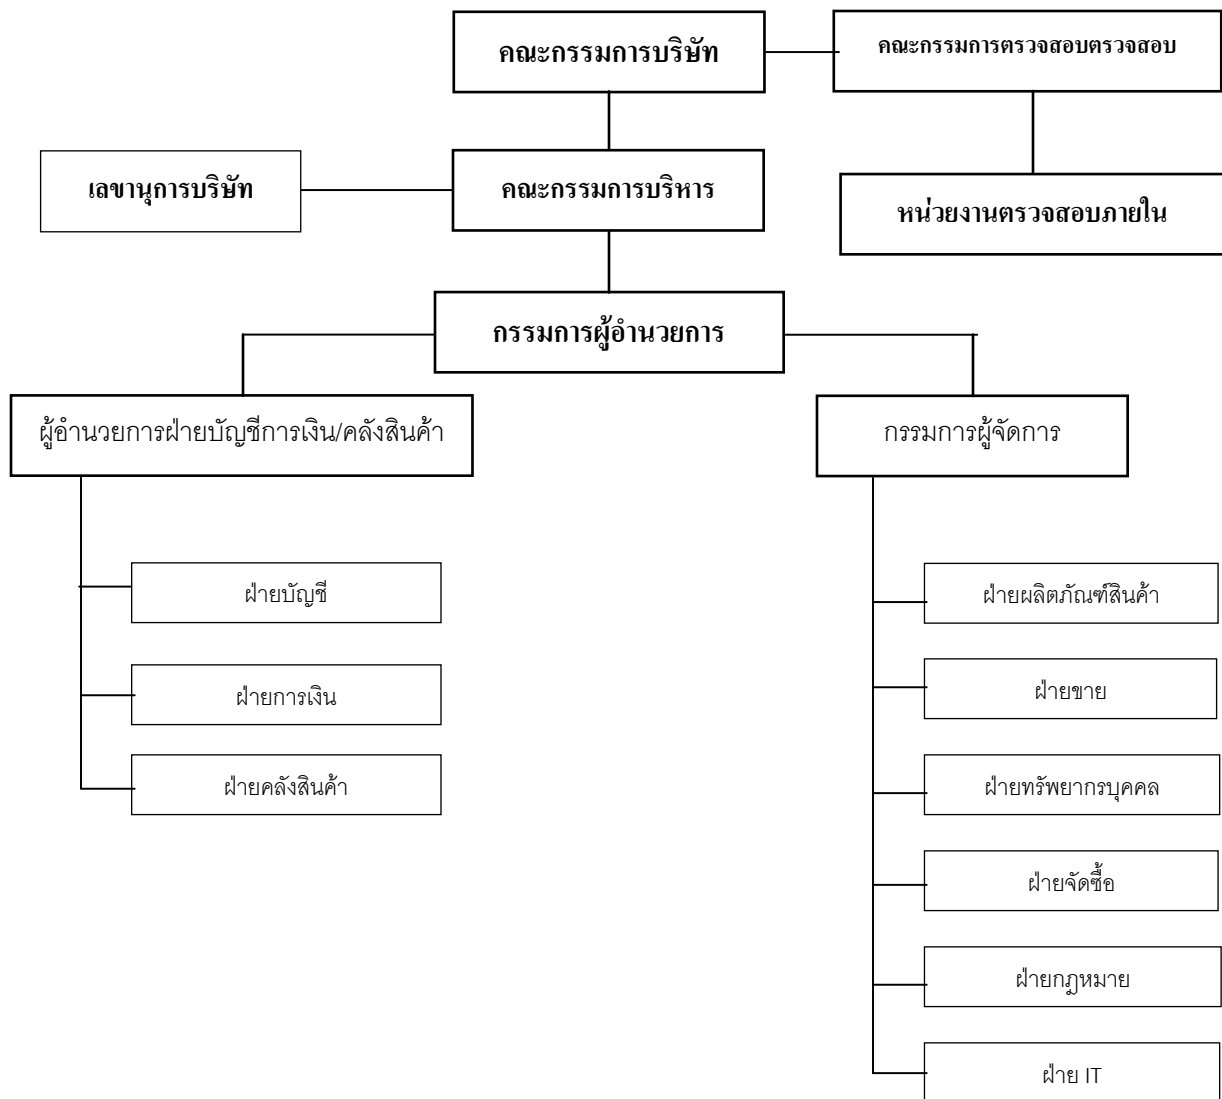 คณะกรรมการบริษัท
คณะกรรมการตรวจสอบตรวจสอบ
เลขานุการบริษัท
คณะกรรมการบริหาร
หน่วยงานตรวจสอบภายใน
กรรมการผู้อำนวยการ
ผู้อำนวยการฝ่ายบัญชีการเงิน/คลังสินค้า
กรรมการผู้จัดการ
ฝ่ายบัญชี
ฝ่ายการเงิน
ฝ่ายคลังสินค้า
ฝ่ายผลิตภัณฑ์สินค้า
ฝ่ายขาย
ฝ่ายทรัพยากรบุคคล
ฝ่ายจัดซื้อ
ฝ่ายกฎหมาย
ฝ่าย IT